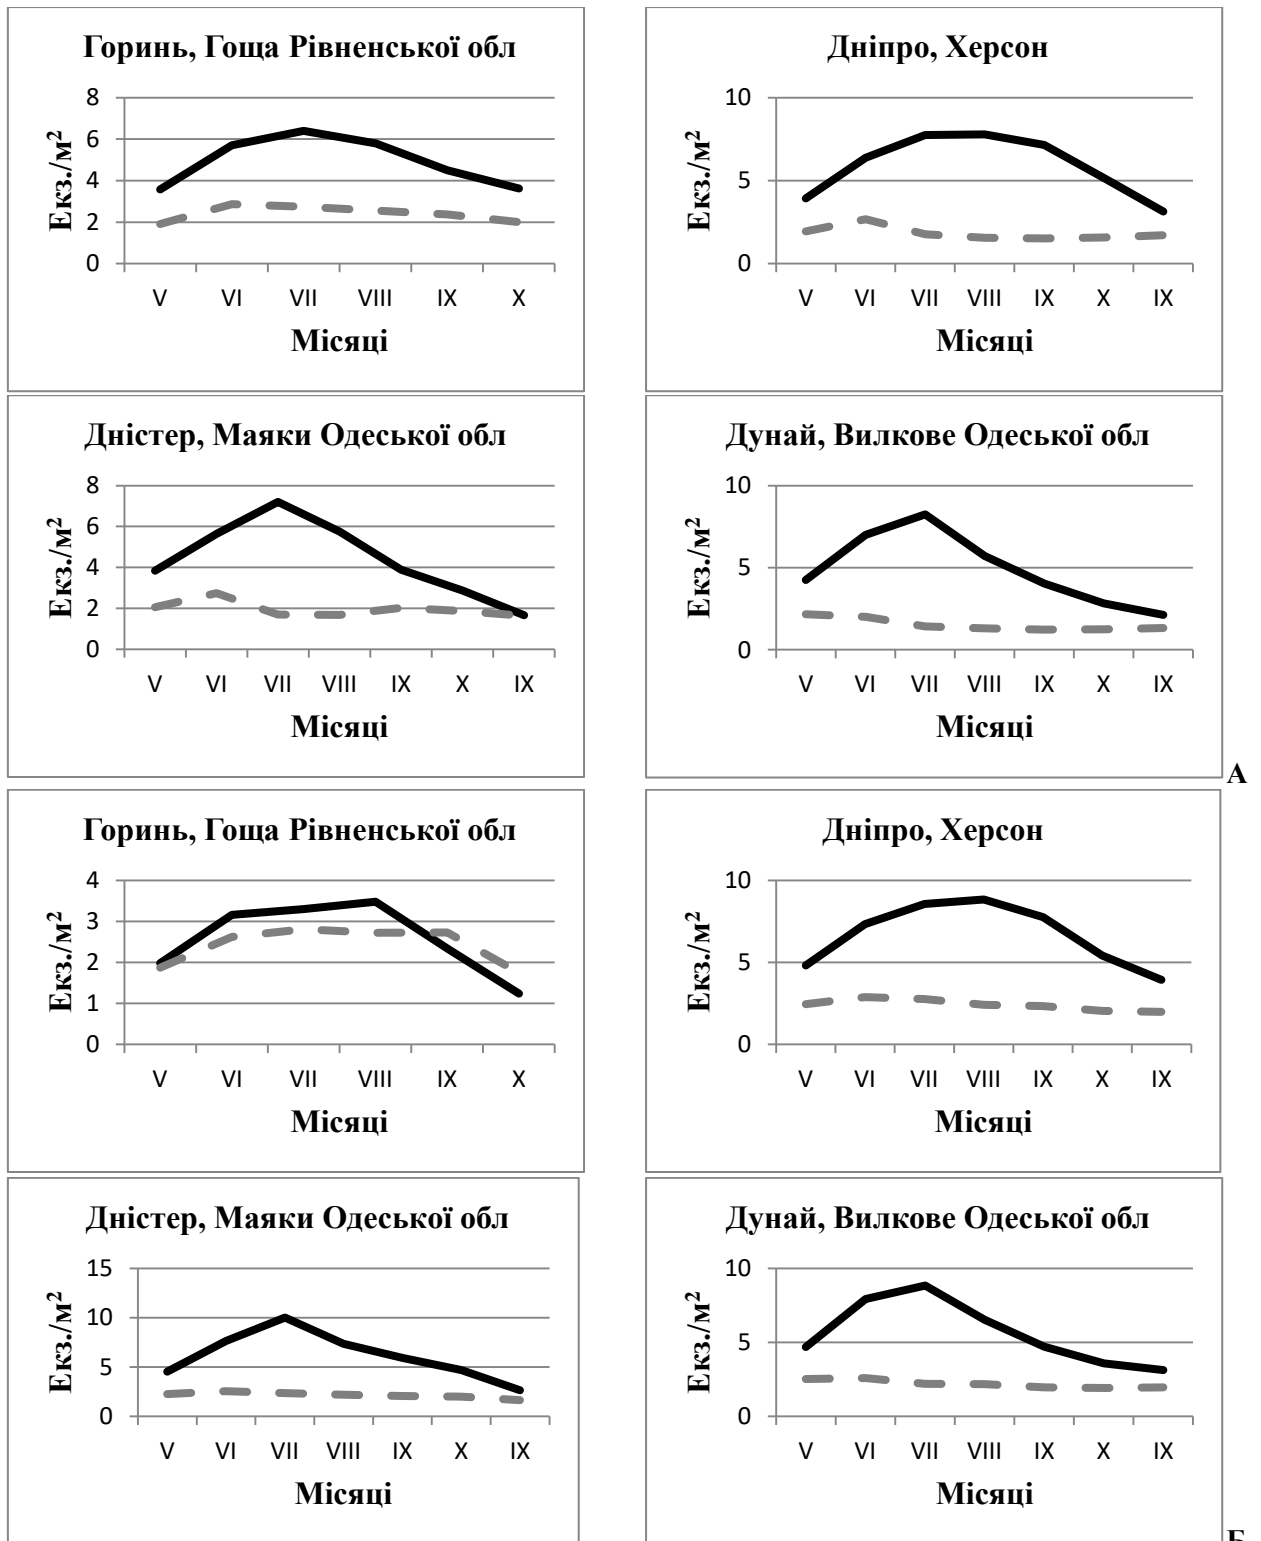 Горинь, Гоща Рівненської обл
Екз./м²
8
6
4
2
0
V VI VII VIII IX X
Місяці
Дніпро, Херсон
Екз./м²
10
5
0
V VI VII VIII IX X IX
Місяці
Дністер, Маяки Одеської обл
Екз./м²
8
6
4
2
0
V VI VII VIII IX X IX
Місяці
Дунай, Вилкове Одеської обл
Екз./м²
10
5
0
V VI VII VIII IX X IX
Місяці
А
Горинь, Гоща Рівненської обл
Екз./м²
4
3
2
1
0
V VI VII VIII IX X
Місяці
Дніпро, Херсон
Екз./м²
10
5
0
V VI VII VIII IX X IX
Місяці
Дністер, Маяки Одеської обл
Екз./м²
15
10
5
0
V VI VII VIII IX X IX
Місяці
Дунай, Вилкове Одеської обл
Екз./м²
10
5
0
V VI VII VIII IX X IX
Місяці
Б